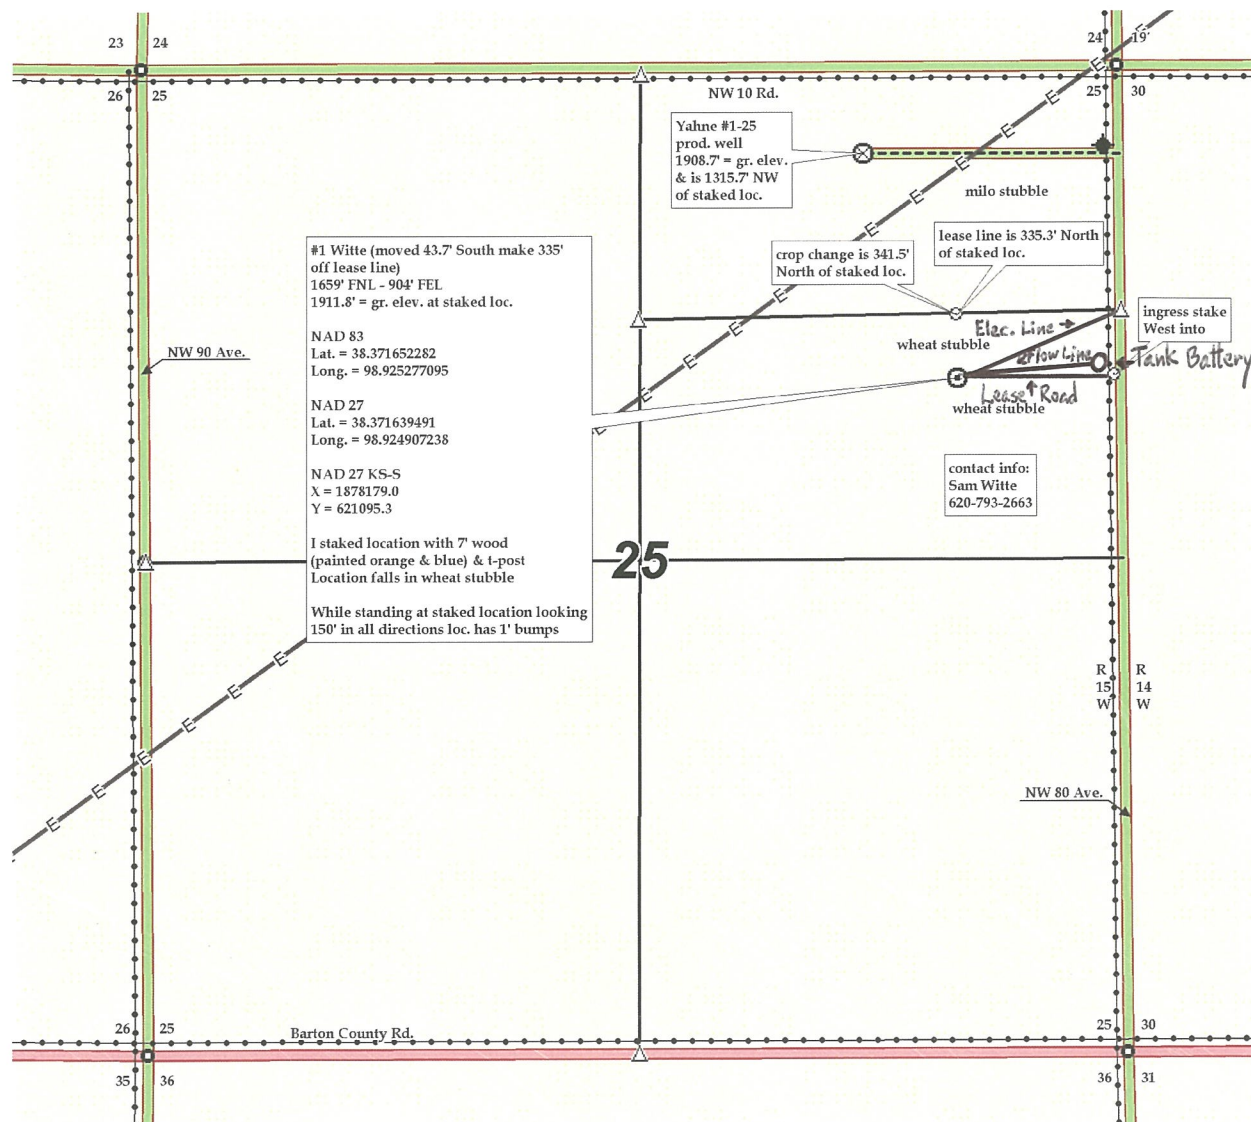 23 24
24 19
26 25
25 30
NW 10 Rd.
Yahne #1-25
prod. well
1908.7' = gr. elev.
& is 1315.7' NW
of staked loc.
milo stubble
#1 Witte (moved 43.7' South make 335'
off lease line)
1659' FNL - 904' FEL
1911.8' = gr. elev. at staked loc.
NAD 83
Lat. = 38.371652282
Long. = 98.925277095
NAD 27
Lat. = 38.371639491
Long. = 98.924907238
NAD 27 KS-S
X = 1878179.0
Y = 621095.3
I staked location with 7' wood
(painted orange & blue) & t-post
Location falls in wheat stubble
While standing at staked location looking
150' in all directions loc. has 1' bumps
crop change is 341.5'
North of staked loc.
lease line is 335.3' North
of staked loc.
ingress stake
West into
Elec. Line
wheat stubble
Flow Line
Tank Battery
Lease Road
wheat stubble
NW 90 Ave.
contact info:
Sam Witte
620-793-2663
25
R R
15 14
W W
NW 80 Ave.
E E E E E E E E E E E E E E E E E E
Barton County Rd.
26 25
25 30
35 36
36 31